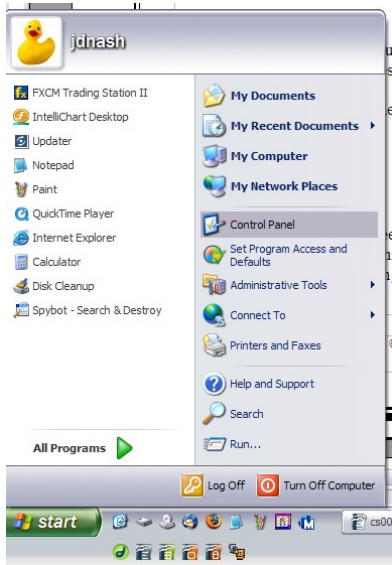 jdnash
FXCM Trading Station II
IntelliChart Desktop
Updater
Notepad
Paint
QuickTime Player
Internet Explorer
Calculator
Disk Cleanup
Spybot - Search & Destroy
All Programs
My Documents
My Recent Documents
My Computer
My Network Places
Control Panel
Set Program Access and
Defaults
Administrative Tools
Connect To
Printers and Faxes
Help and Support
Search
Run...
Log Off
Turn Off Computer
start
cs00